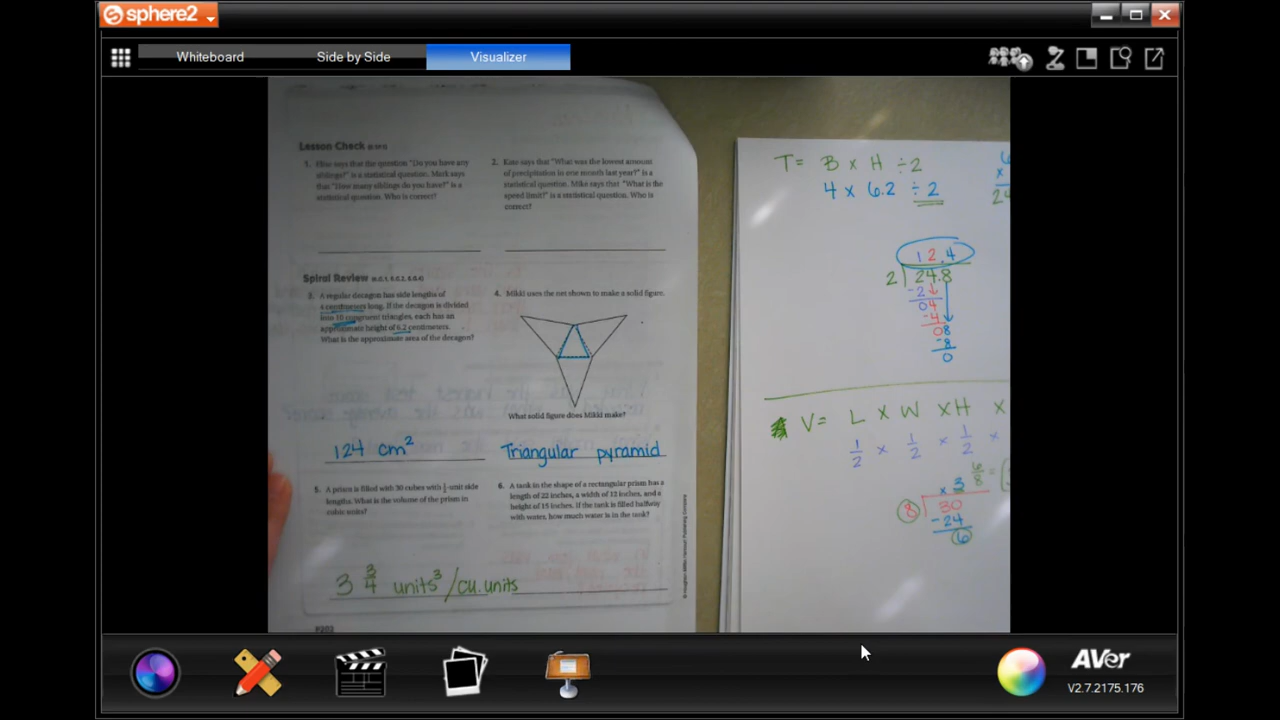 sphere2
Whiteboard
Side by Side
Visualizer
Lesson Check
1. Elise says that the question "Do you have any
siblings?" is a statistical question. Mark says
that "How many siblings do you have?" is a
statistical question. Who is correct?
2. Kate says that "What was the lowest amount
of precipitation in one month last year?" is a
statistical question. Mike says that "What is the
speed limit?" is a statistical question. Who is
correct?
Spiral Review
3. A regular decagon has side lengths of
4 centimeters long. If the decagon is divided
into 10 congruent triangles, each has an
approximate height of 6.2 centimeters.
What is the approximate area of the decagon?
124 cm²
4. Mikki uses the net shown to make a solid figure.
What solid figure does Mikki make?
Triangular pyramid
5. A prism is filled with 30 cubes with ½-unit side
lengths. What is the volume of the prism in
cubic units?
3 3/4 units³/cu.units
6. A tank in the shape of a rectangular prism has a
length of 22 inches, a width of 12 inches, and a
height of 15 inches. If the tank is filled halfway
with water, how much water is in the tank?
P202
T= B x H ÷2
4 x 6.2 ÷ 2
x
24
12.4
2 24.8
-2
04
-4
08
-8
0
V= L x W x H x
1/2 x 1/2 x 1/2 x
x 3 6/8 =
8 30
-24
6
AVer
V2.7.2175.176